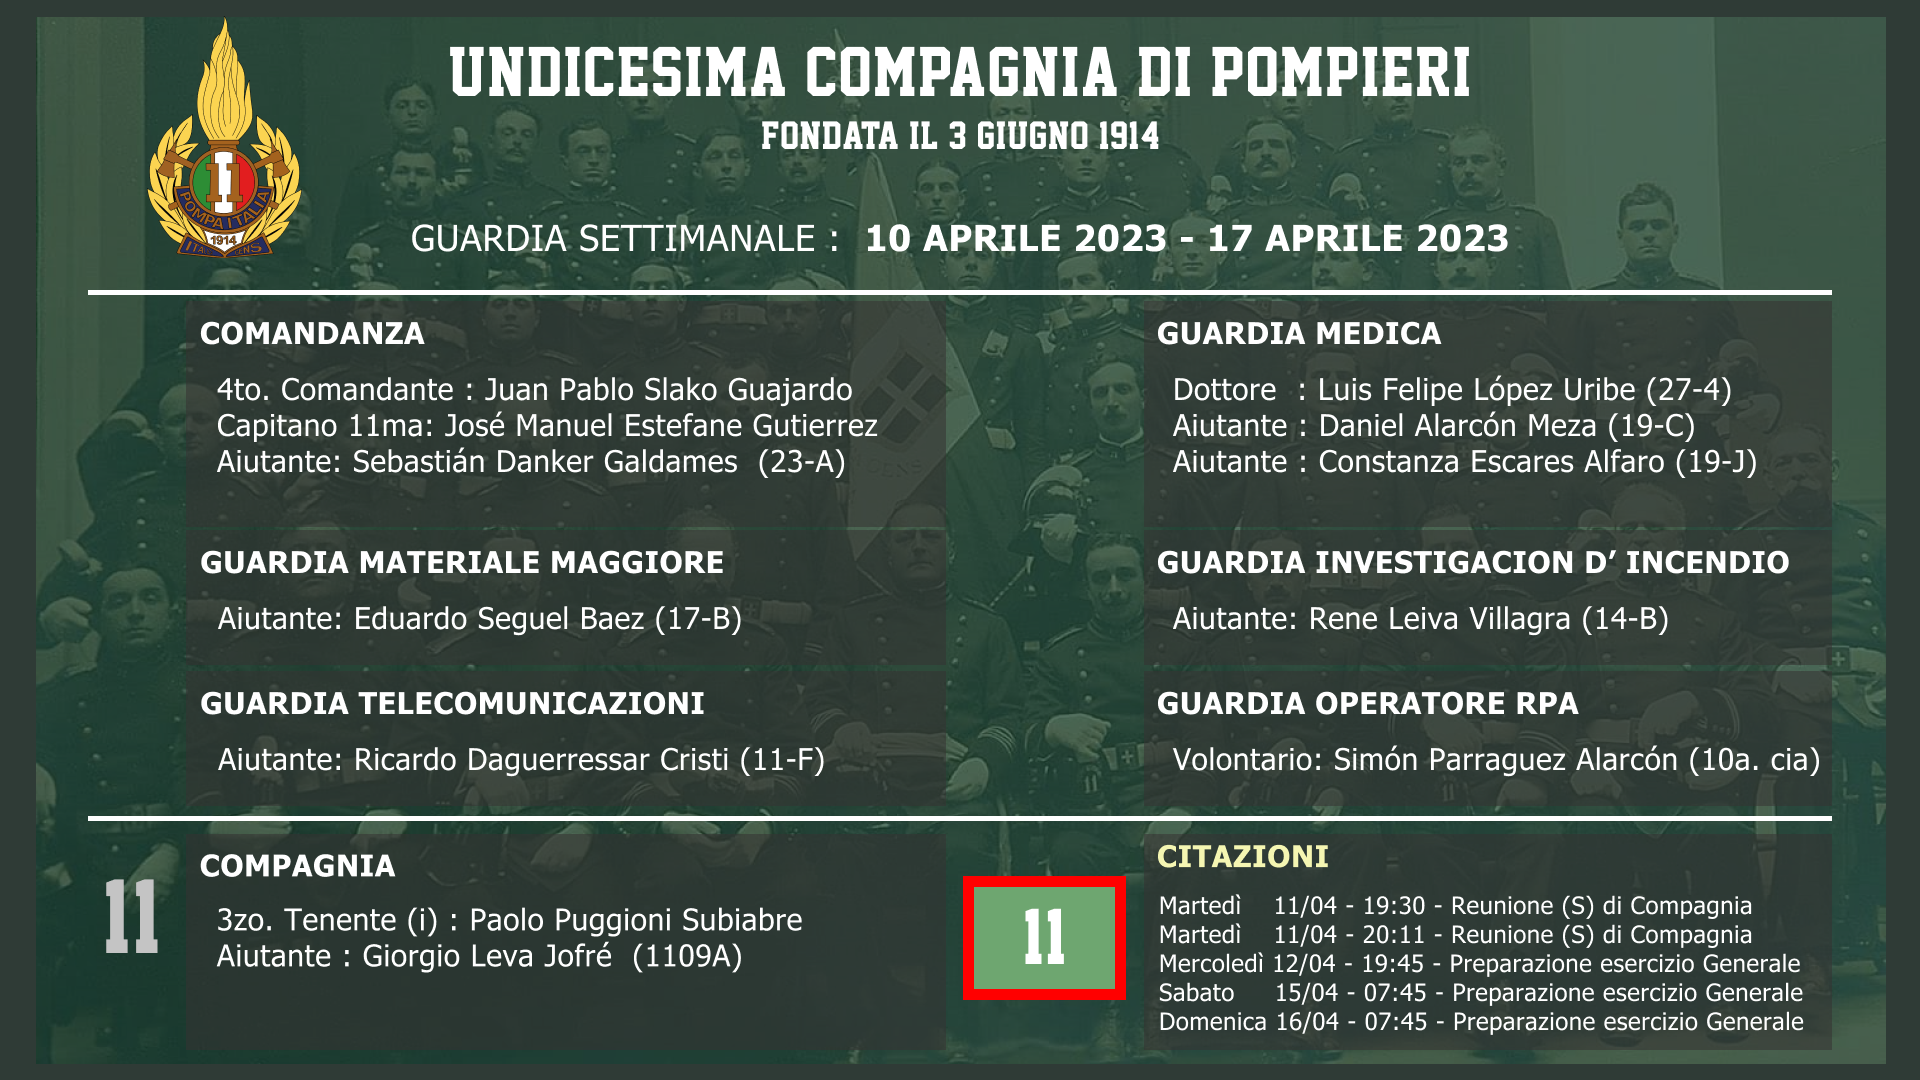 UNDICESIMA COMPAGNIA DI POMPIERI
FONDATA IL 3 GIUGNO 1914
11
POMPA ITALIA
1914
GUARDIA SETTIMANALE : 10 APRILE 2023 - 17 APRILE 2023
COMANDANZA
4to. Comandante : Juan Pablo Slako Guajardo
Capitano 11ma: José Manuel Estefane Gutierrez
Aiutante: Sebastián Danker Galdames (23-A)
GUARDIA MEDICA
Dottore : Luis Felipe López Uribe (27-4)
Aiutante : Daniel Alarcón Meza (19-C)
Aiutante : Constanza Escares Alfaro (19-J)
GUARDIA MATERIALE MAGGIORE
Aiutante: Eduardo Seguel Baez (17-B)
GUARDIA INVESTIGACION D’ INCENDIO
Aiutante: Rene Leiva Villagra (14-B)
GUARDIA TELECOMUNICAZIONI
Aiutante: Ricardo Daguerressar Cristi (11-F)
GUARDIA OPERATORE RPA
Volontario: Simón Parraguez Alarcón (10a. cia)
11
COMPAGNIA
3zo. Tenente (i) : Paolo Puggioni Subiabre
Aiutante : Giorgio Leva Jofré (1109A)
11
CITAZIONI
Martedì 11/04 - 19:30 - Reunione (S) di Compagnia
Martedì 11/04 - 20:11 - Reunione (S) di Compagnia
Mercoledì 12/04 - 19:45 - Preparazione esercizio Generale
Sabato 15/04 - 07:45 - Preparazione esercizio Generale
Domenica 16/04 - 07:45 - Preparazione esercizio Generale